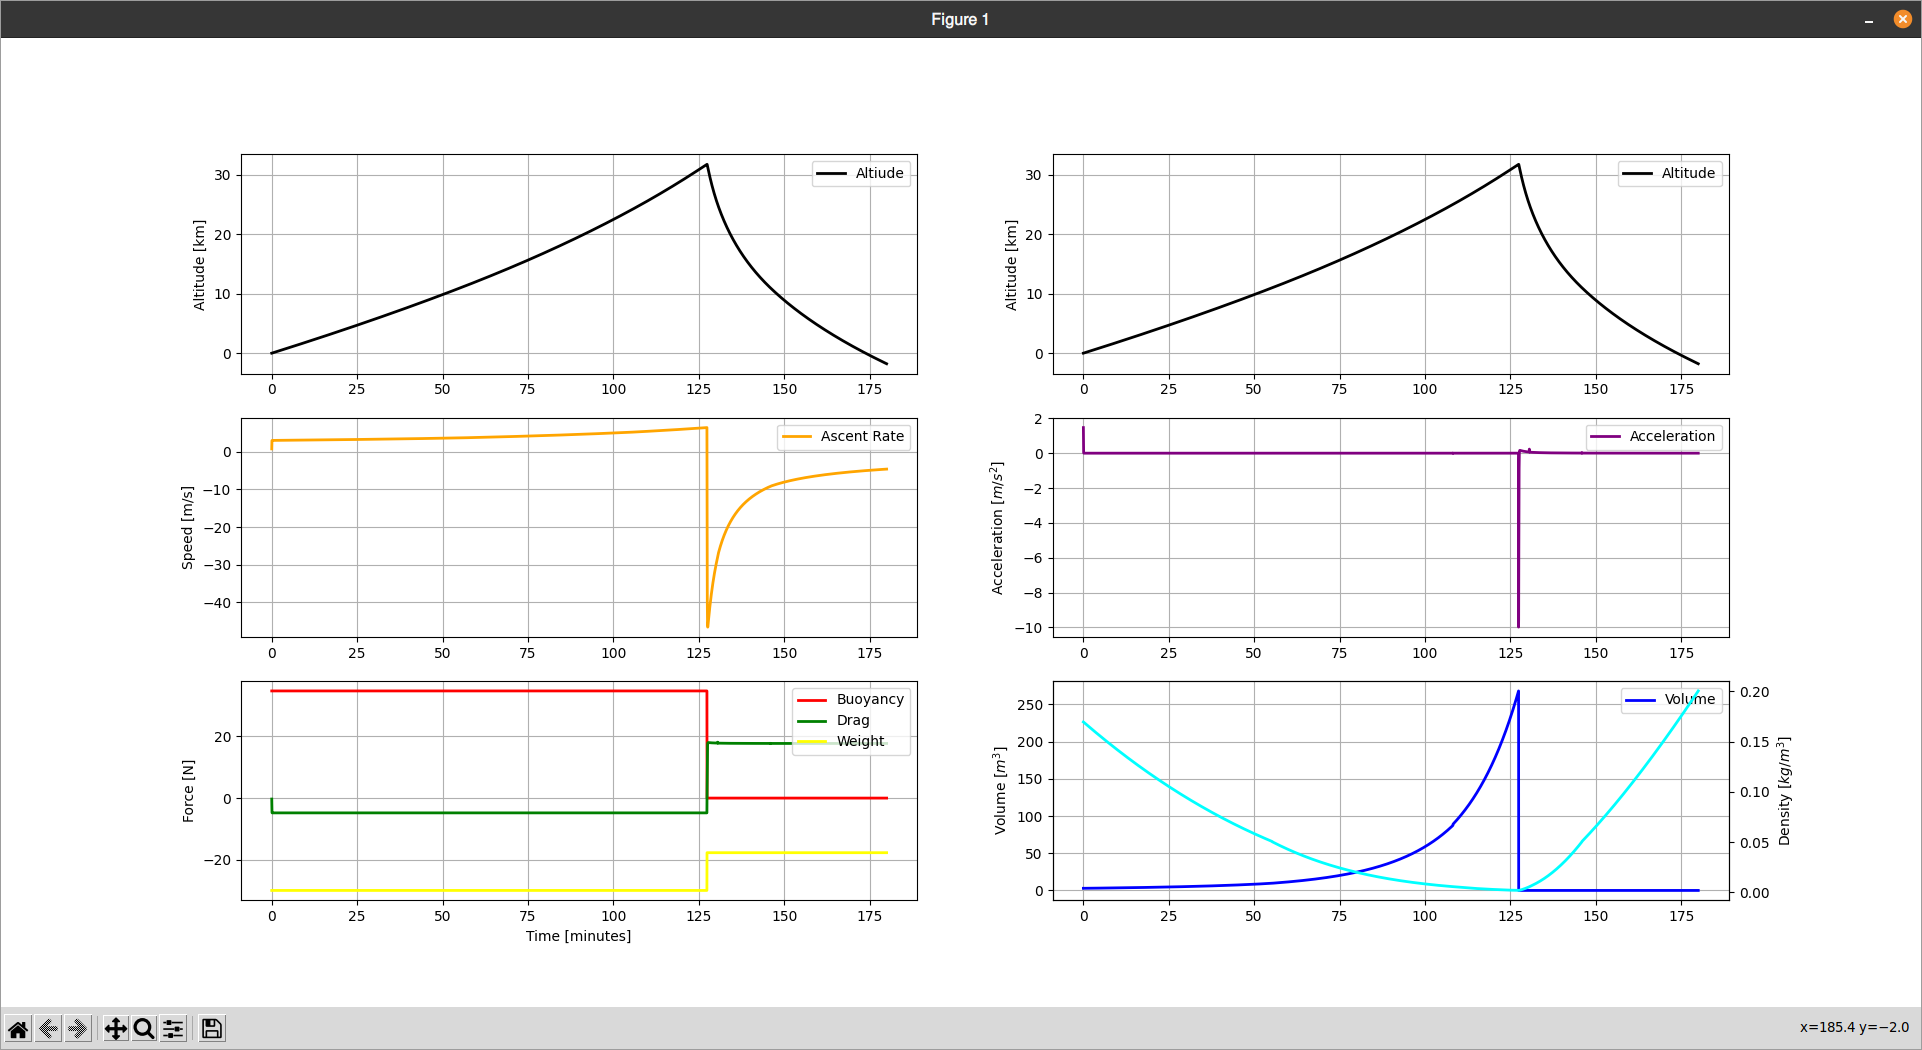 Figure 1
Altiude
30
20
10
0
Altitude [km]
0 25 50 75 100 125 150 175
Altitude
30
20
10
0
Altitude [km]
0 25 50 75 100 125 150 175
Ascent Rate
0
−10
−20
−30
−40
Speed [m/s]
0 25 50 75 100 125 150 175
Acceleration
2
0
−2
−4
−6
−8
−10
Acceleration [m/s²]
0 25 50 75 100 125 150 175
Buoyancy
Drag
Weight
20
0
−20
Force [N]
0 25 50 75 100 125 150 175
Time [minutes]
Volume
250
200
150
100
50
0
Volume [m³]
0.20
0.15
0.10
0.05
0.00
Density [kg/m³]
0 25 50 75 100 125 150 175
x=185.4 y=−2.0